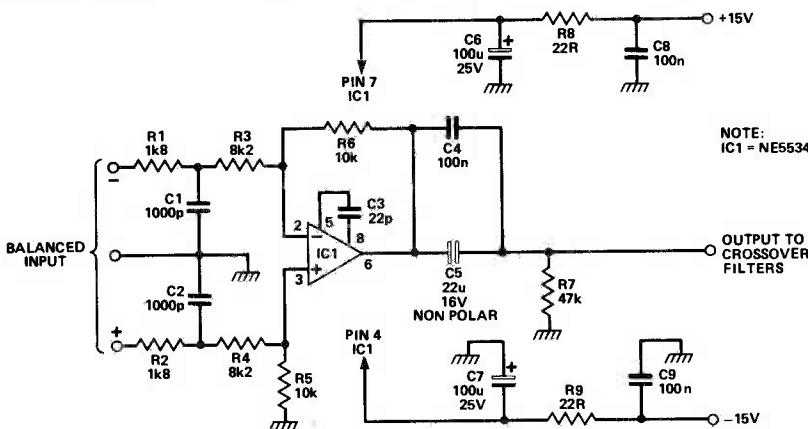 C6
100u
25V
+
R8
22R
C8
100n
+15V
PIN 7
IC1
R1
1k8
R3
8k2
R6
10k
C4
100n
NOTE:
IC1 = NE5534
−
C1
1000p
C3
22p
2
5
8
−
IC1
+
3
6
BALANCED
INPUT
C5
22u
16V
NON POLAR
OUTPUT TO
CROSSOVER
FILTERS
C2
1000p
R7
47k
+
R2
1k8
R4
8k2
R5
10k
PIN 4
IC1
C7
100u
25V
+
R9
22R
C9
100n
−15V